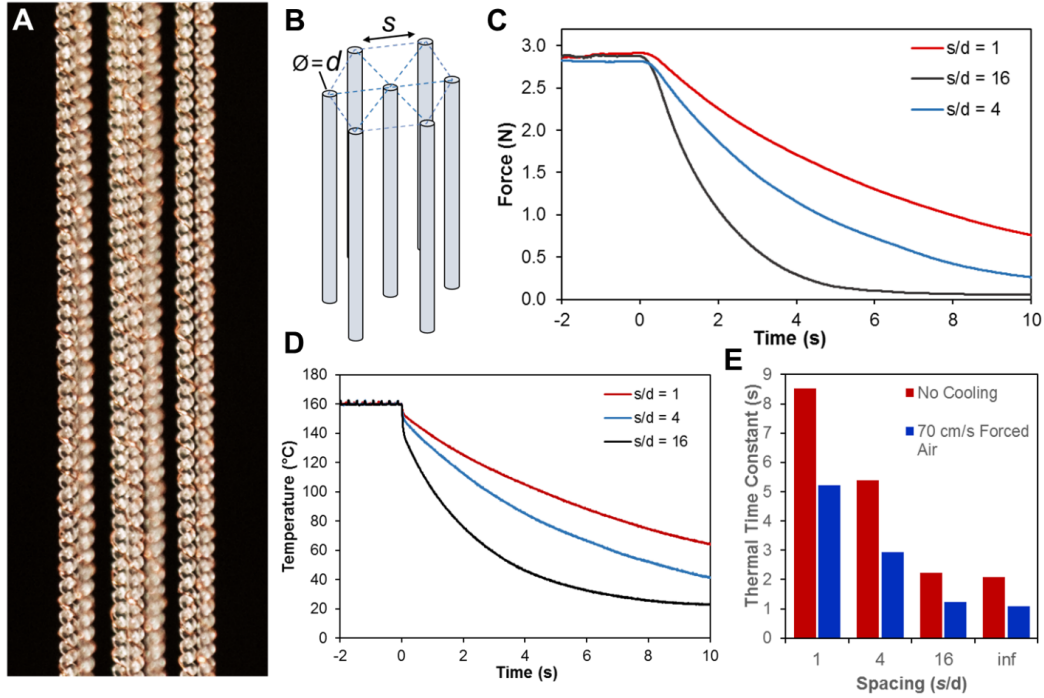 A
B
s
Ø=d
C
3.0
2.5
2.0
1.5
1.0
0.5
0.0
Force (N)
-2
0
2
4
6
8
10
Time (s)
s/d = 1
s/d = 16
s/d = 4
D
180
160
140
120
100
80
60
40
20
0
Temperature (°C)
-2
0
2
4
6
8
10
Time (s)
s/d = 1
s/d = 4
s/d = 16
E
9
8
7
6
5
4
3
2
1
0
Thermal Time Constant (s)
No Cooling
70 cm/s Forced
Air
1
4
16
inf
Spacing (s/d)